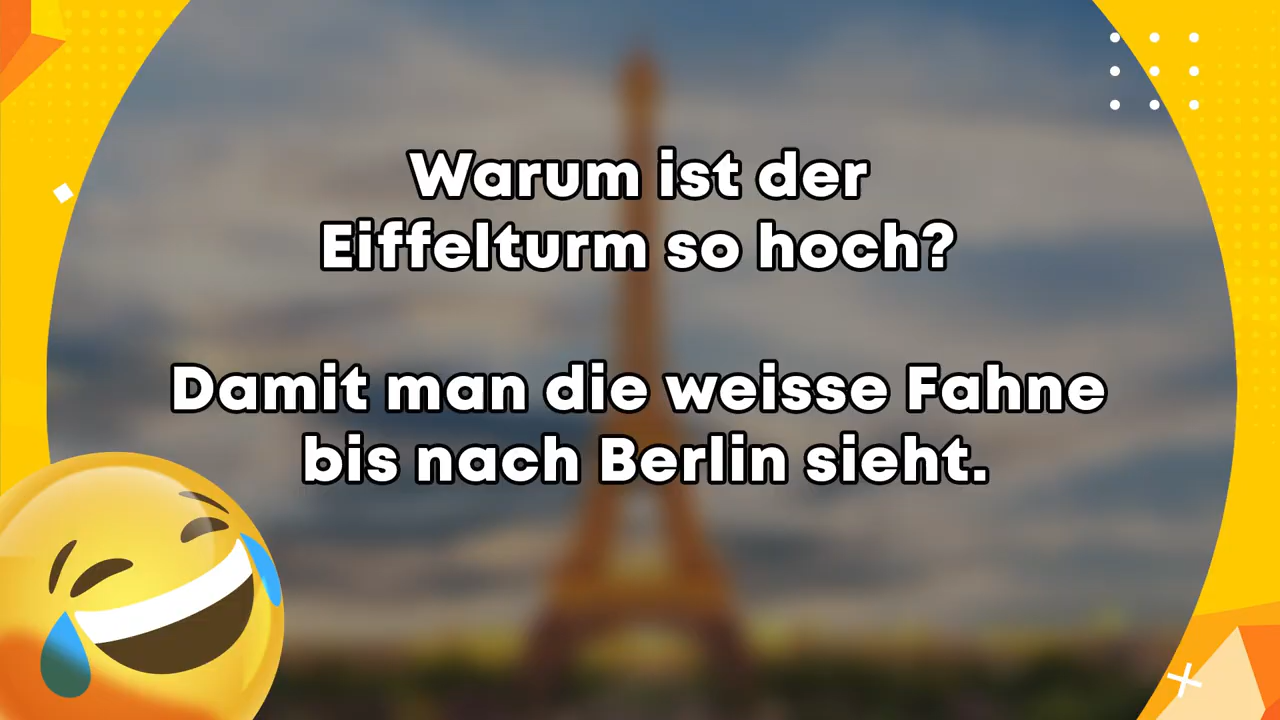 Warum ist der
Eiffelturm so hoch?
Damit man die weisse Fahne
bis nach Berlin sieht.